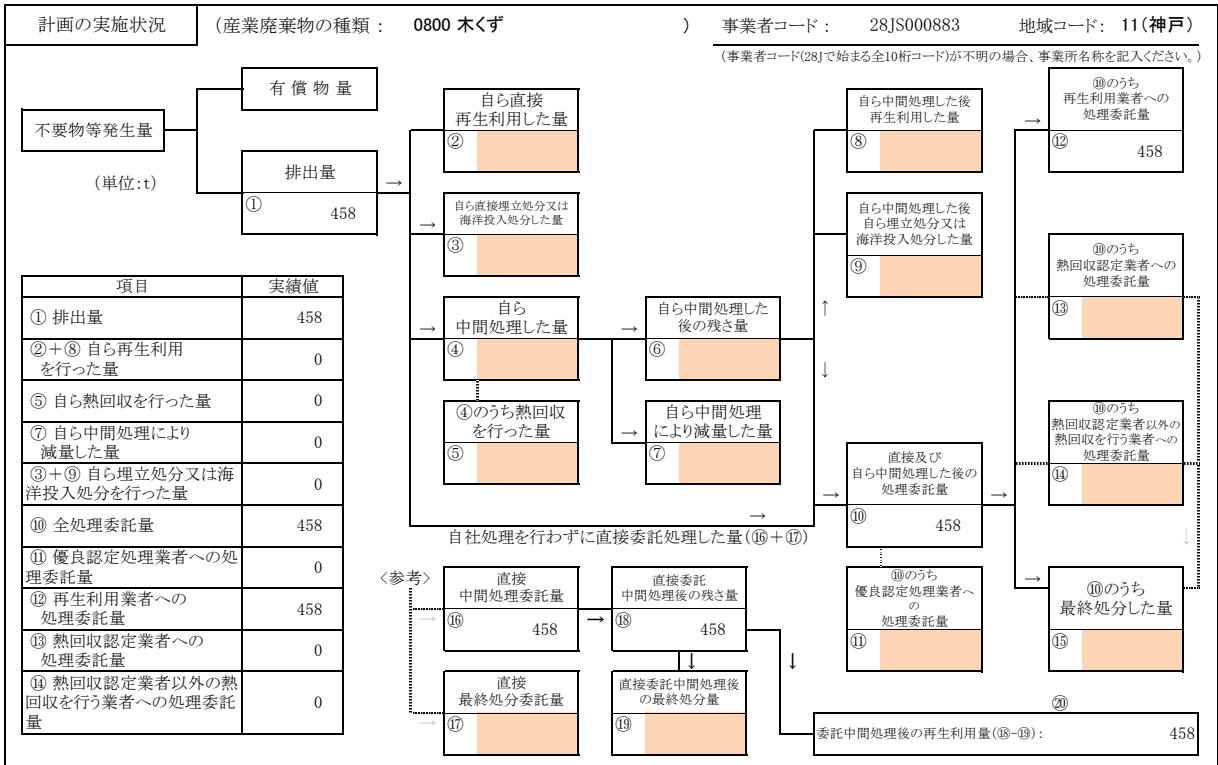 計画の実施状況
(産業廃棄物の種類： 0800 木くず )
事業者コード： 28JS000883
地域コード： 11(神戸)
(事業者コード(28Jで始まる全10桁コード)が不明の場合、事業所名称を記入ください。)
不要物等発生量
(単位:t)
有 償 物 量
排出量
① 458
→
自ら直接
再生利用した量
②
→
自ら直接埋立処分又は
海洋投入処分した量
③
→
自ら
中間処理した量
④
④のうち熱回収
を行った量
⑤
→
自ら中間処理した
後の残さ量
⑥
→
自ら中間処理
により減量した量
⑦
自ら中間処理した後
再生利用した量
⑧
自ら中間処理した後
自ら埋立処分又は
海洋投入処分した量
⑨
↑
↓
→
直接及び
自ら中間処理した後の
処理委託量
⑩ 458
→
⑩のうち
優良認定処理業者へ
の
処理委託量
⑪
→
⑩のうち
再生利用業者への
処理委託量
⑫ 458
⑩のうち
熱回収認定業者への
処理委託量
⑬
⑩のうち
熱回収認定業者以外の
熱回収を行う業者への
処理委託量
⑭
↓
→
⑩のうち
最終処分した量
⑮
→
自社処理を行わずに直接委託処理した量(⑯＋⑰)
項目 実績値
① 排出量 458
②＋⑧ 自ら再生利用
を行った量 0
⑤ 自ら熱回収を行った量 0
⑦ 自ら中間処理により
減量した量 0
③＋⑨ 自ら埋立処分又は海
洋投入処分を行った量 0
⑩ 全処理委託量 458
⑪ 優良認定処理業者への処
理委託量 0
⑫ 再生利用業者への
処理委託量 458
⑬ 熱回収認定業者への
処理委託量 0
⑭ 熱回収認定業者以外の熱
回収を行う業者への処理委託
量 0
〈参考〉
→
直接
中間処理委託量
⑯ 458
→
直接委託
中間処理後の残さ量
⑱ 458
→
直接
最終処分委託量
⑰
↓
直接委託中間処理後
の最終処分量
⑲
↓
⑳
委託中間処理後の再生利用量(⑱-⑲)： 458